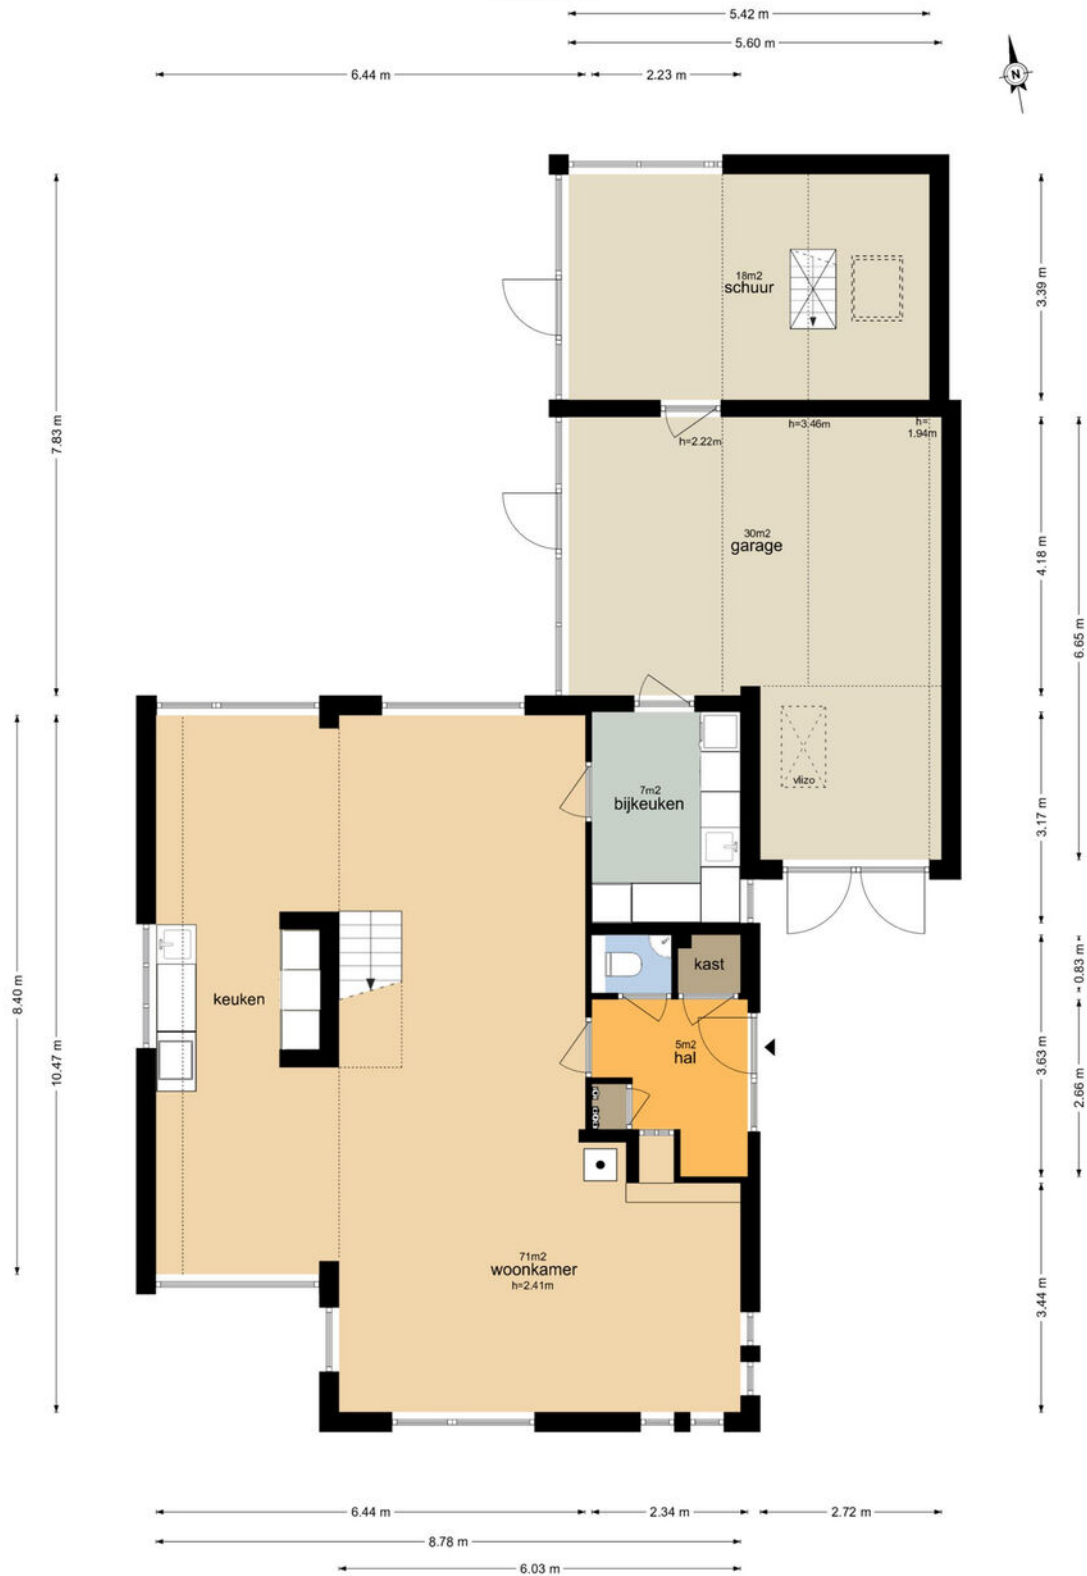 5.42 m
5.60 m
6.44 m
2.23 m
N
18m2
schuur
3.39 m
7.83 m
h=2.22m
h=3.46m
h=
1.94m
30m2
garage
4.18 m
6.65 m
vlizo
7m2
bijkeuken
3.17 m
keuken
kast
0.83 m
8.40 m
10.47 m
5m2
hal
3.63 m
2.66 m
71m2
woonkamer
h=2.41m
3.44 m
6.44 m
2.34 m
2.72 m
8.78 m
6.03 m